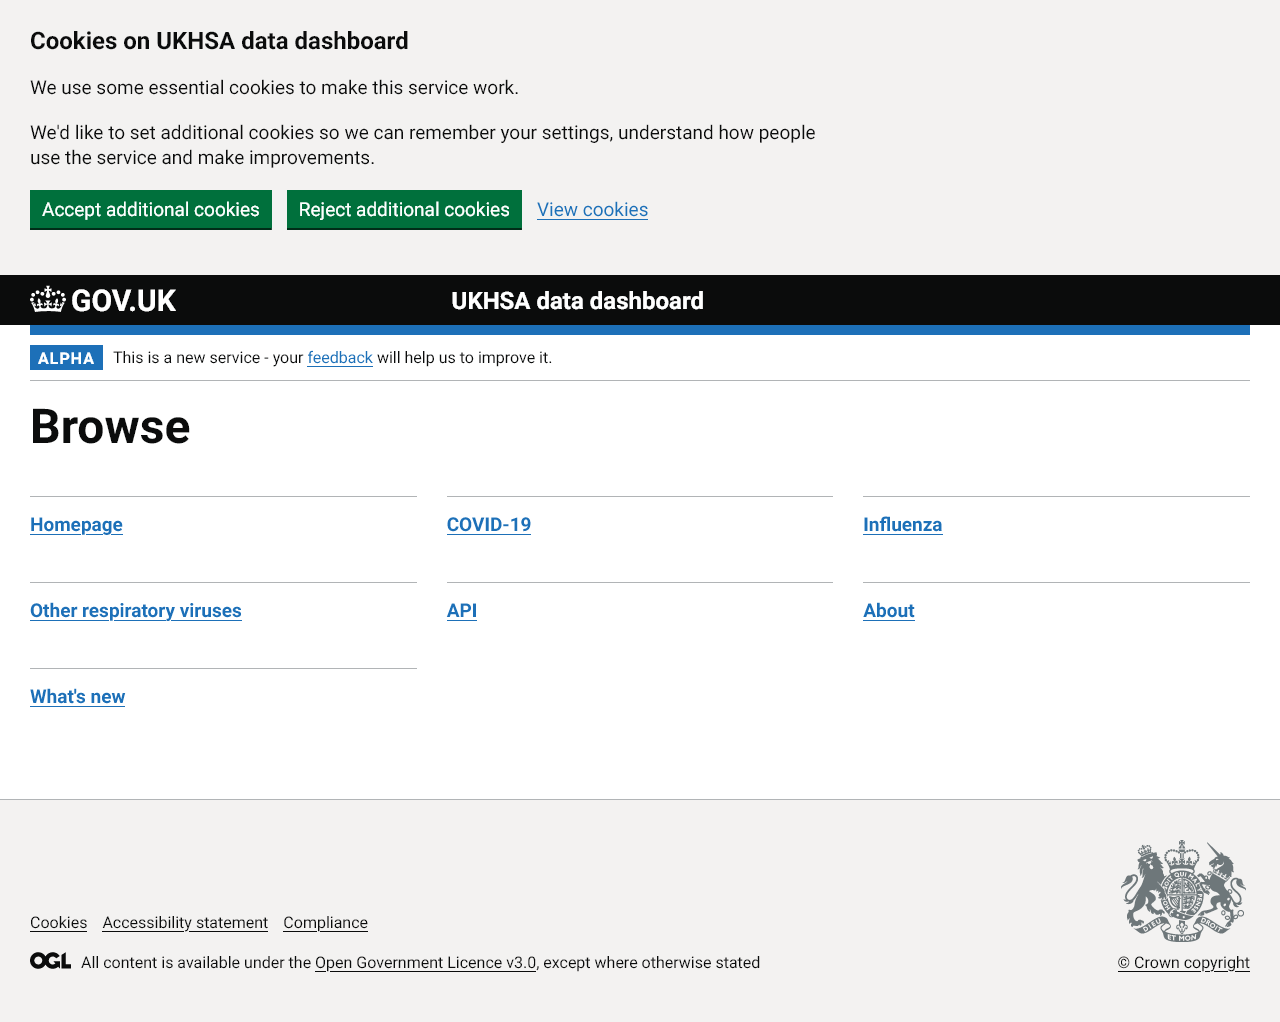 Cookies on UKHSA data dashboard
We use some essential cookies to make this service work.
We'd like to set additional cookies so we can remember your settings, understand how people
use the service and make improvements.
Accept additional cookies Reject additional cookies View cookies
GOV.UK UKHSA data dashboard
ALPHA This is a new service - your feedback will help us to improve it.
Browse
Homepage COVID-19 Influenza
Other respiratory viruses API About
What's new
DIEU ET MON DROIT
Cookies Accessibility statement Compliance
OGL All content is available under the Open Government Licence v3.0, except where otherwise stated
© Crown copyright